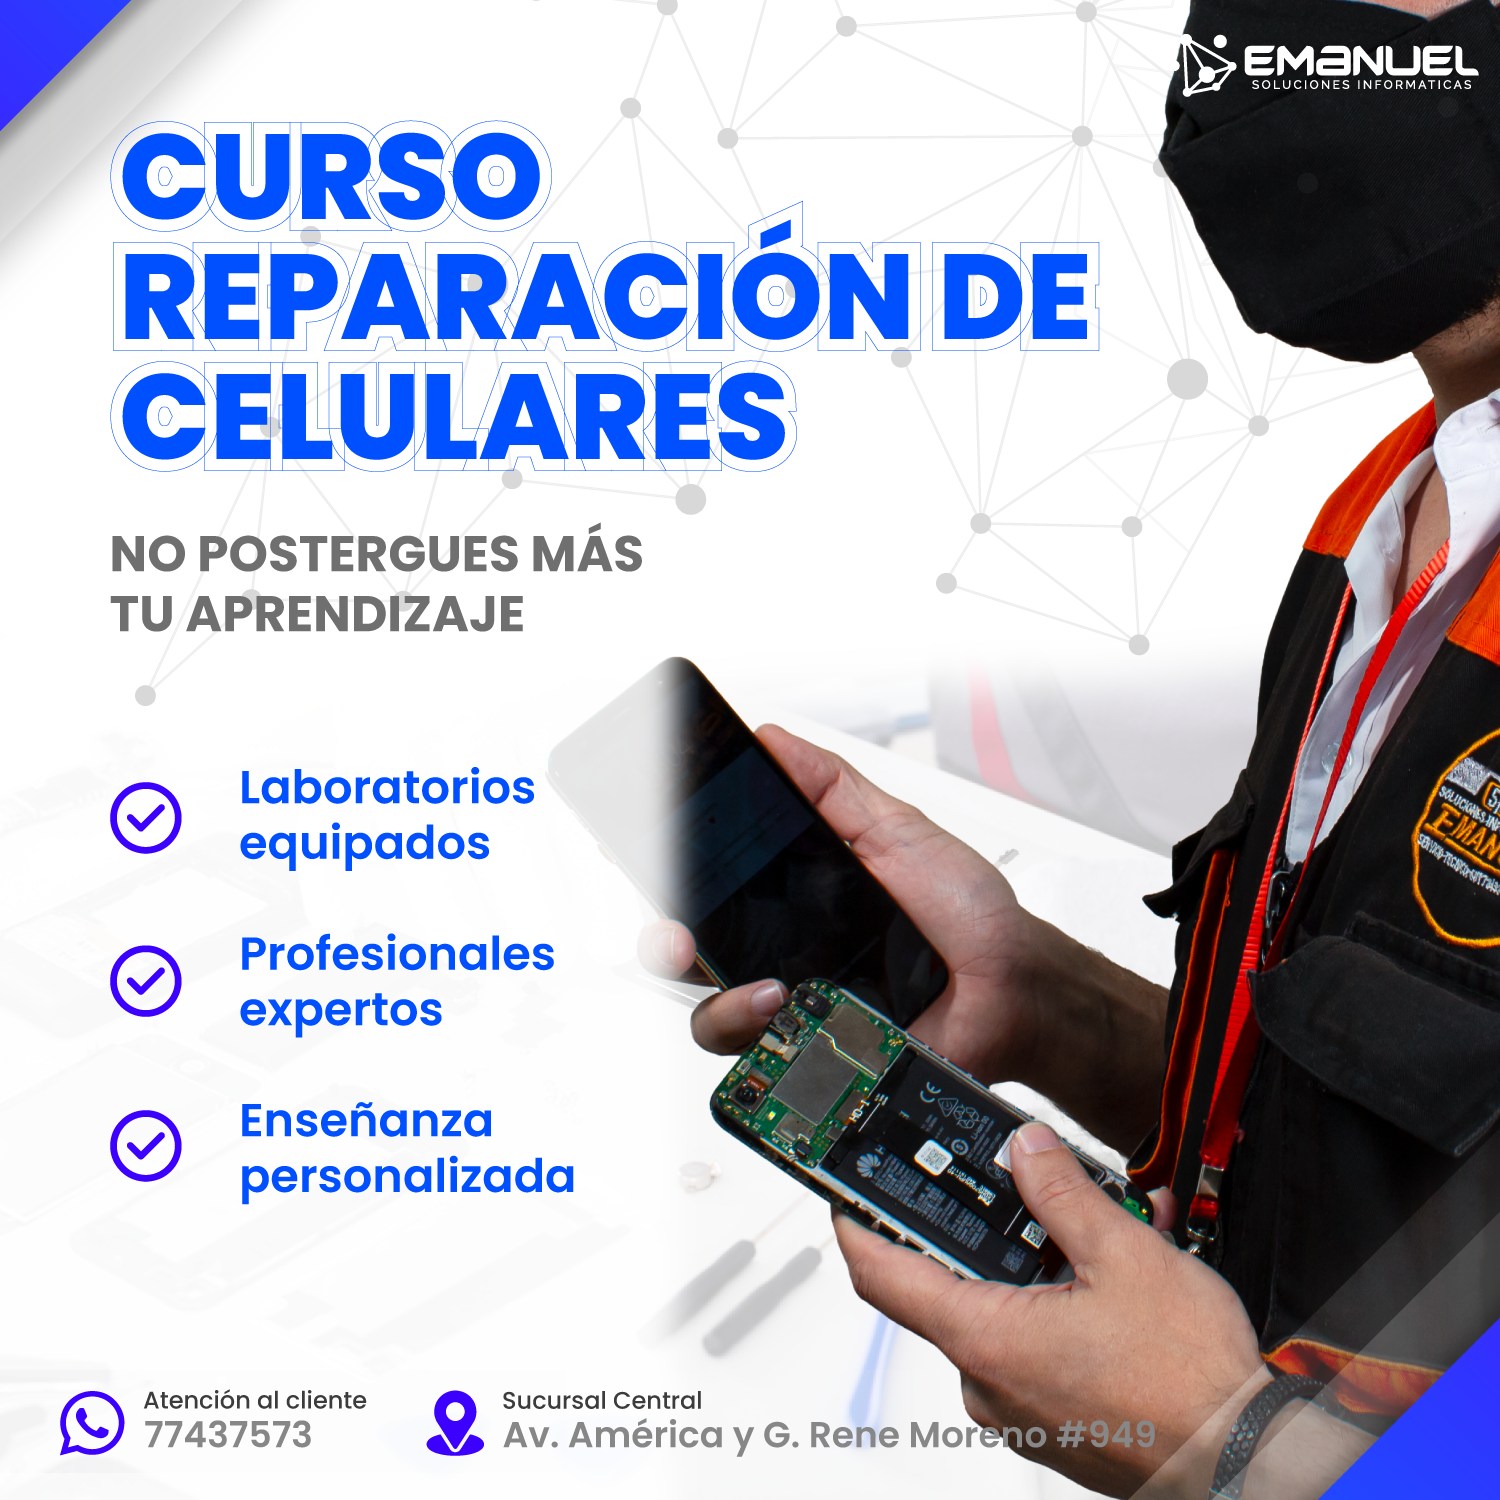 EMANUEL
SOLUCIONES INFORMATICAS
CURSO
REPARACIÓN DE
CELULARES
NO POSTERGUES MÁS
TU APRENDIZAJE
Laboratorios
equipados
Profesionales
expertos
Enseñanza
personalizada
Atención al cliente
77437573
Sucursal Central
Av. América y G. Rene Moreno #949